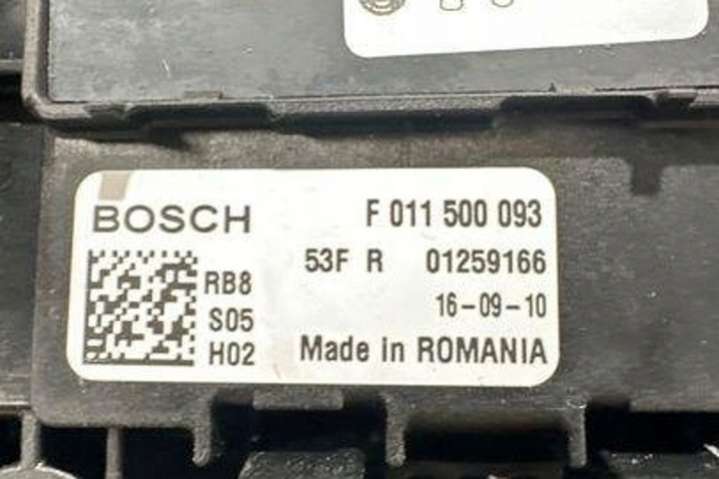 BOSCH F 011 500 093
53F R 01259166
RB8
16-09-10
S05
H02 Made in ROMANIA